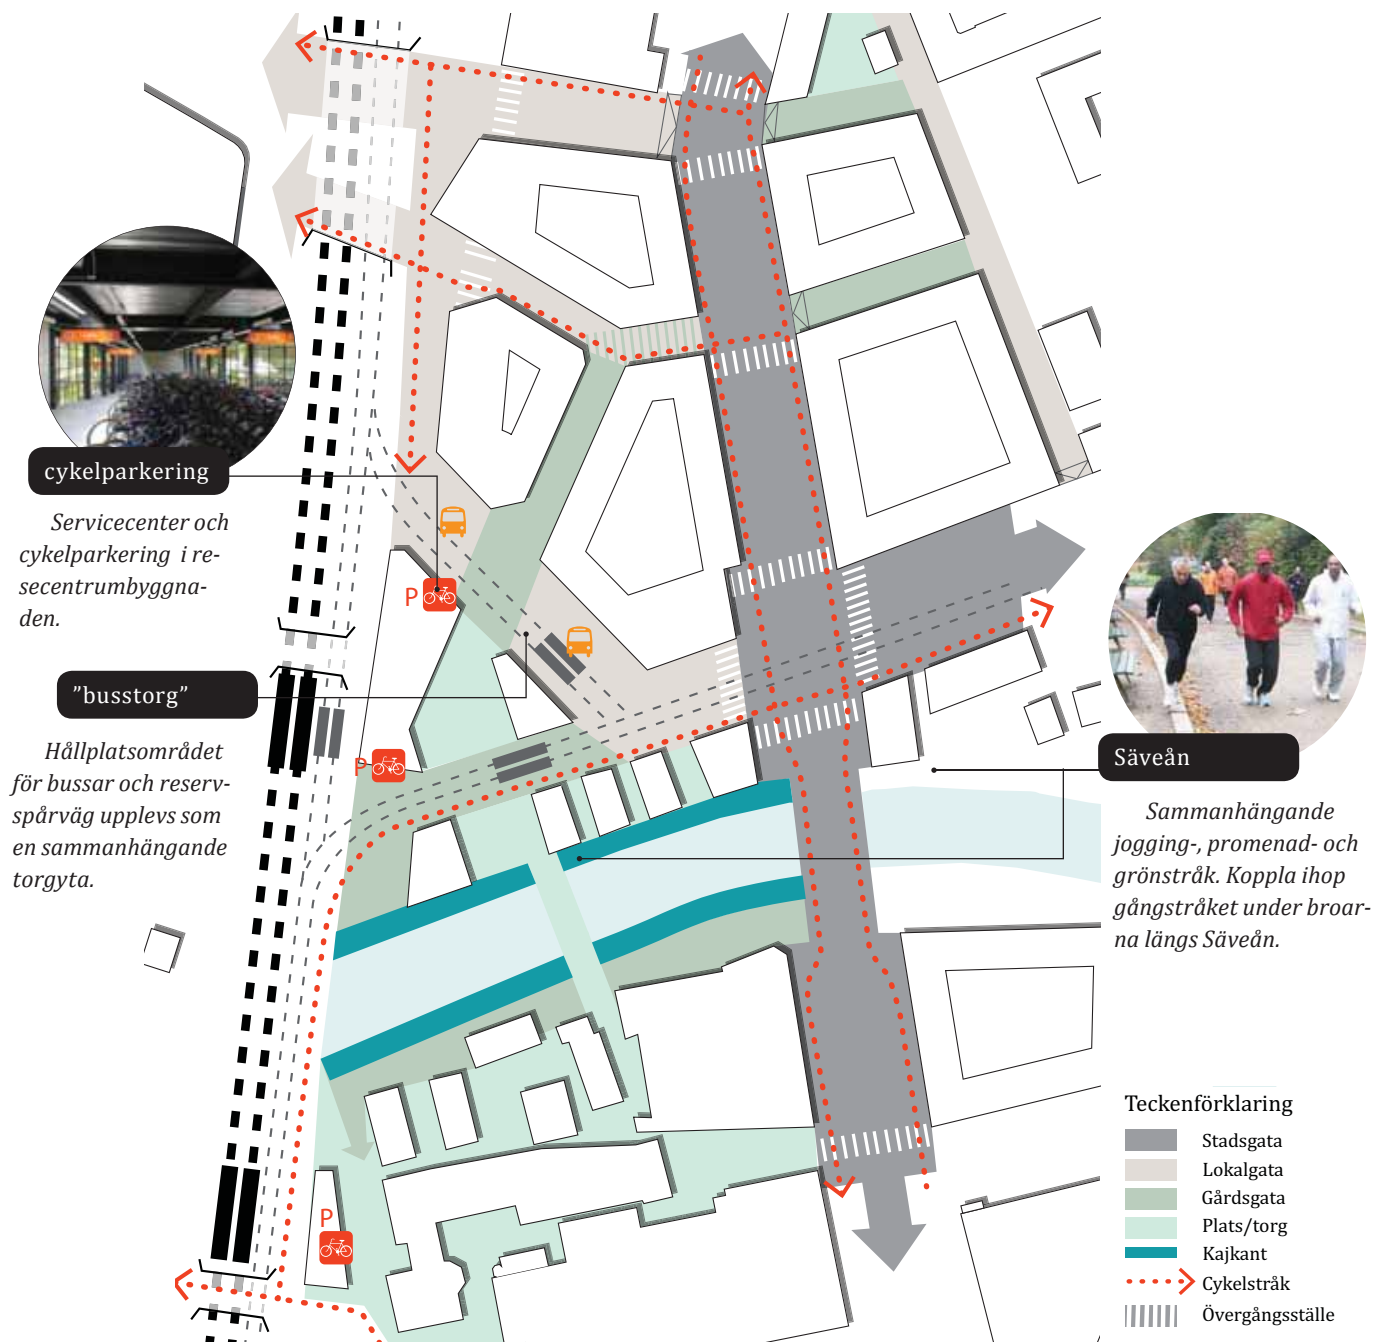 cykelparkering
Servicecenter och
cykelparkering i re-
secentrumbyggna-
den.
P
"busstorg"
Hållplatsområdet
för bussar och reserv-
spårväg upplevs som
en sammanhängande
torgyta.
P
P
Säveån
Sammanhängande
jogging-, promenad- och
grönstråk. Koppla ihop
gångstråket under broar-
na längs Säveån.
Teckenförklaring
Stadsgata
Lokalgata
Gårdsgata
Plats/torg
Kajkant
Cykelstråk
Övergångsställe